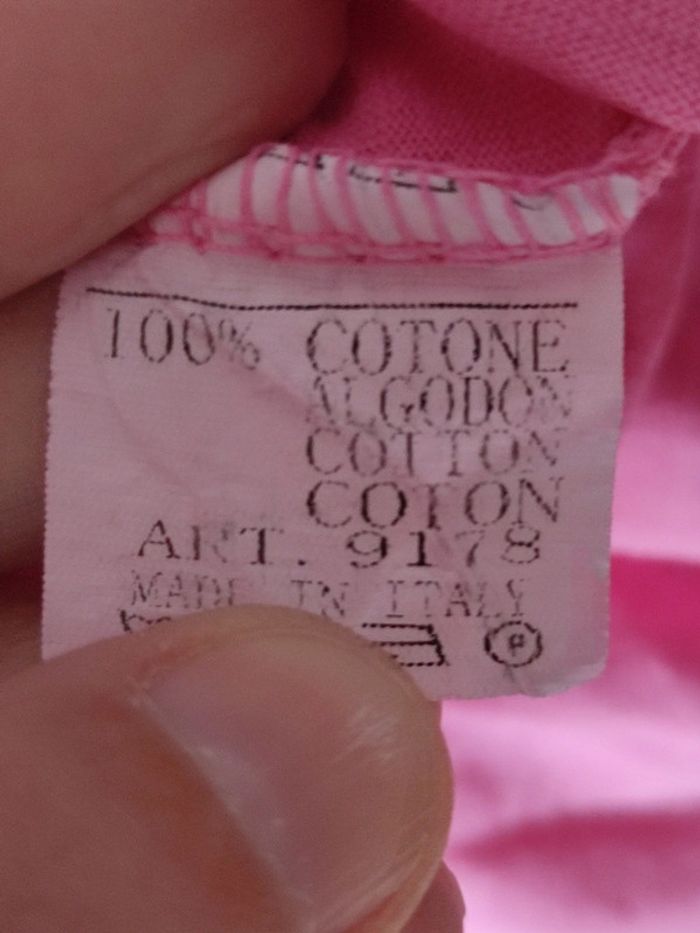 100% COTONE
ALGODON
COTTON
COTON
ART. 9178
MADE IN ITALY
P